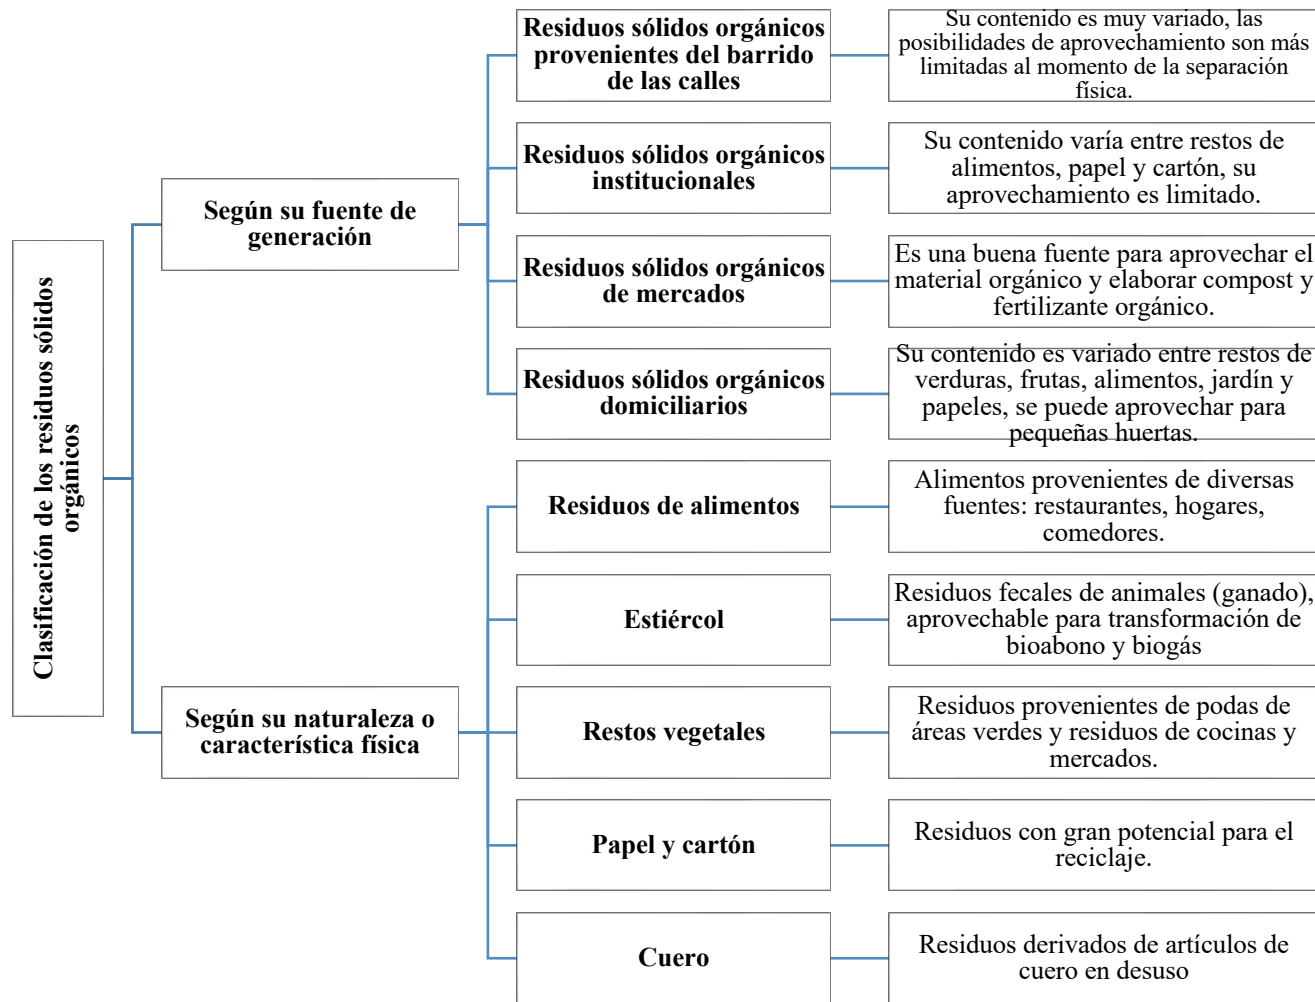 Clasificación de los residuos sólidos
orgánicos
Según su fuente de
generación
Residuos sólidos orgánicos
provenientes del barrido
de las calles
Su contenido es muy variado, las
posibilidades de aprovechamiento son más
limitadas al momento de la separación
física.
Residuos sólidos orgánicos
institucionales
Su contenido varía entre restos de
alimentos, papel y cartón, su
aprovechamiento es limitado.
Residuos sólidos orgánicos
de mercados
Es una buena fuente para aprovechar el
material orgánico y elaborar compost y
fertilizante orgánico.
Residuos sólidos orgánicos
domiciliarios
Su contenido es variado entre restos de
verduras, frutas, alimentos, jardín y
papeles, se puede aprovechar para
pequeñas huertas.
Según su naturaleza o
característica física
Residuos de alimentos
Alimentos provenientes de diversas
fuentes: restaurantes, hogares,
comedores.
Estiércol
Residuos fecales de animales (ganado),
aprovechable para transformación de
bioabono y biogás
Restos vegetales
Residuos provenientes de podas de
áreas verdes y residuos de cocinas y
mercados.
Papel y cartón
Residuos con gran potencial para el
reciclaje.
Cuero
Residuos derivados de artículos de
cuero en desuso